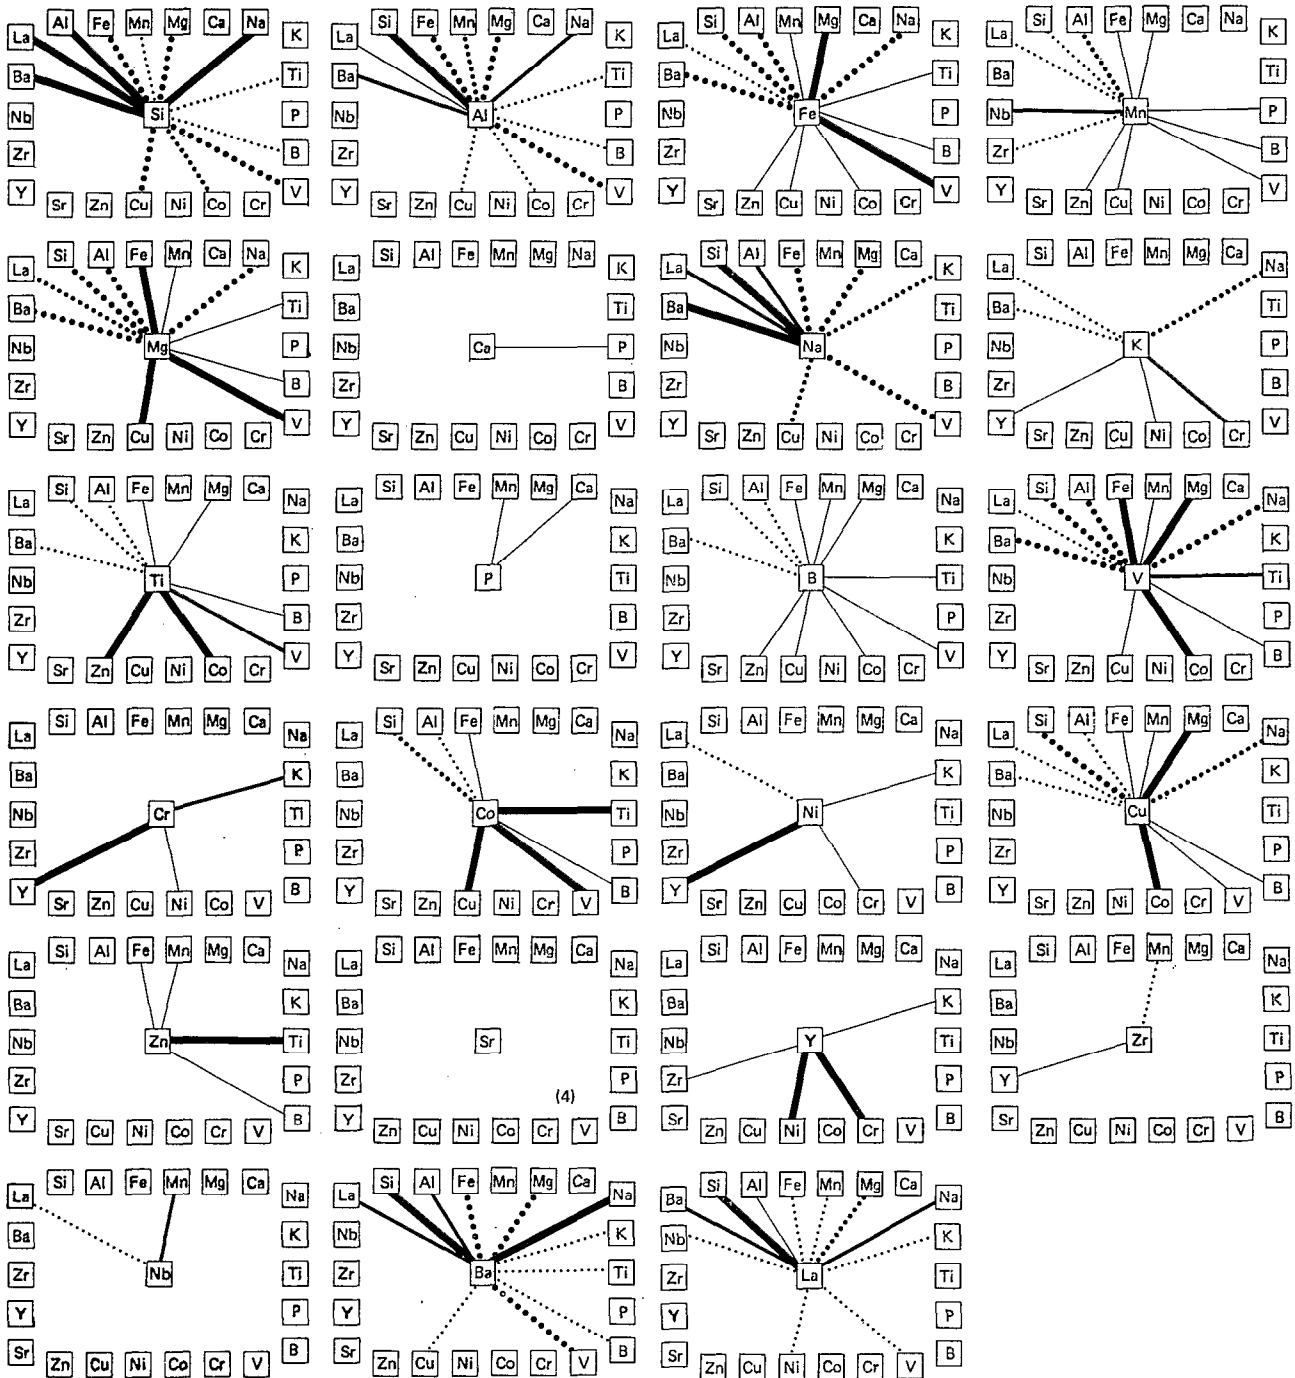 Al Fe Mn Mg Ca Na
La K
Ba Ti
Nb Si P
Zr B
Y V
Sr Zn Cu Ni Co Cr
Si Fe Mn Mg Ca Na
La K
Ba Ti
Nb Al P
Zr B
Y V
Sr Zn Cu Ni Co Cr
Si Al Mn Mg Ca Na
La K
Ba Ti
Nb Fe P
Zr B
Y V
Sr Zn Cu Ni Co Cr
Si Al Fe Mg Ca Na
La K
Ba Ti
Nb Mn P
Zr B
Y V
Sr Zn Cu Ni Co Cr
Si Al Fe Mn Ca Na
La K
Ba Ti
Nb Mg P
Zr B
Y V
Sr Zn Cu Ni Co Cr
Si Al Fe Mn Mg Na
La K
Ba Ti
Nb Ca P
Zr B
Y V
Sr Zn Cu Ni Co Cr
Si Al Fe Mn Mg Ca
La K
Ba Ti
Nb Na P
Zr B
Y V
Sr Zn Cu Ni Co Cr
Si Al Fe Mn Mg Ca
La Na
Ba Ti
Nb K P
Zr B
Y V
Sr Zn Cu Ni Co Cr
Si Al Fe Mn Mg Ca
La Na
Ba K
Nb Ti P
Zr B
Y V
Sr Zn Cu Ni Co Cr
Si Al Fe Mn Mg Ca
La Na
Ba K
Nb P Ti
Zr B
Y V
Sr Zn Cu Ni Co Cr
Si Al Fe Mn Mg Ca
La Na
Ba K
Nb B Ti
Zr P
Y V
Sr Zn Cu Ni Co Cr
Si Al Fe Mn Mg Ca
La Na
Ba K
Nb V Ti
Zr P
Y B
Sr Zn Cu Ni Co Cr
Si Al Fe Mn Mg Ca
La Na
Ba K
Nb Cr Ti
Zr P
Y B
Sr Zn Cu Ni Co V
Si Al Fe Mn Mg Ca
La Na
Ba K
Nb Co Ti
Zr P
Y B
Sr Zn Cu Ni Cr V
Si Al Fe Mn Mg Ca
La Na
Ba K
Nb Ni Ti
Zr P
Y B
Sr Zn Cu Co Cr V
Si Al Fe Mn Mg Ca
La Na
Ba K
Nb Cu Ti
Zr P
Y B
Sr Zn Ni Co Cr V
Si Al Fe Mn Mg Ca
La Na
Ba K
Nb Zn Ti
Zr P
Y B
Sr Cu Ni Co Cr V
Si Al Fe Mn Mg Ca
La Na
Ba K
Nb Sr Ti
Zr P
(4)
Y B
Zn Cu Ni Co Cr V
Si Al Fe Mn Mg Ca
La Na
Ba K
Nb Y Ti
Zr P
Sr B
Zn Cu Ni Co Cr V
Si Al Fe Mn Mg Ca
La Na
Ba K
Nb Zr Ti
Y P
Sr B
Zn Cu Ni Co Cr V
Si Al Fe Mn Mg Ca
La Na
Ba K
Zr Nb Ti
Y P
Sr B
Zn Cu Ni Co Cr V
Si Al Fe Mn Mg Ca
La Na
Nb K
Zr Ba Ti
Y P
Sr B
Zn Cu Ni Co Cr V
Si Al Fe Mn Mg Ca
Ba Na
Nb K
Zr La Ti
Y P
Sr B
Zn Cu Ni Co Cr V